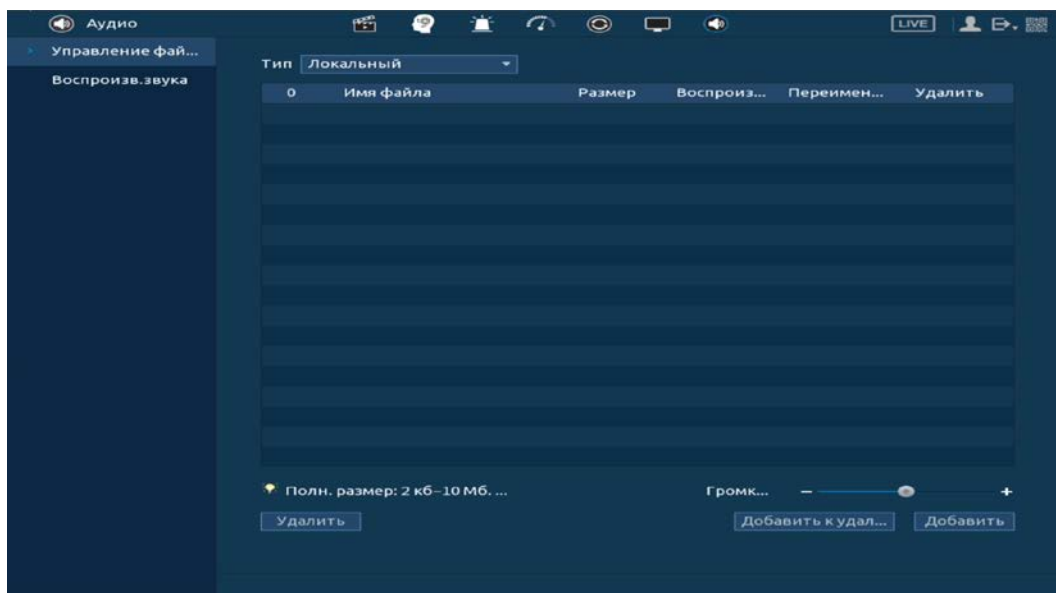 Аудио LIVE
Управление фай...
Воспроизв.звука
Тип Локальный
0 Имя файла Размер Воспроиз... Переимен... Удалить
Полн. размер: 2 кб–10 Мб. ...
Громк... – +
Удалить Добавить к удал... Добавить